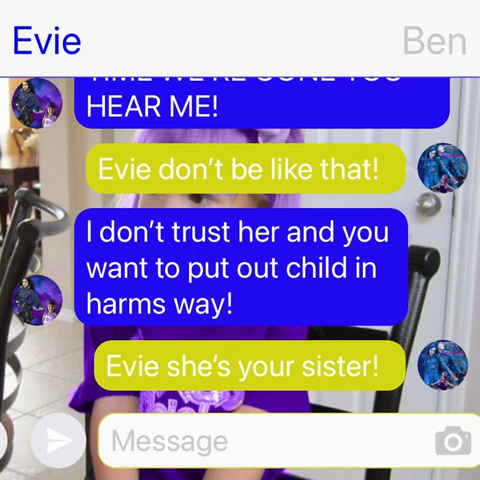 Evie
Ben
TIME WE'RE GONE YOU
HEAR ME!
Evie don't be like that!
I don't trust her and you
want to put out child in
harms way!
Evie she's your sister!
Message